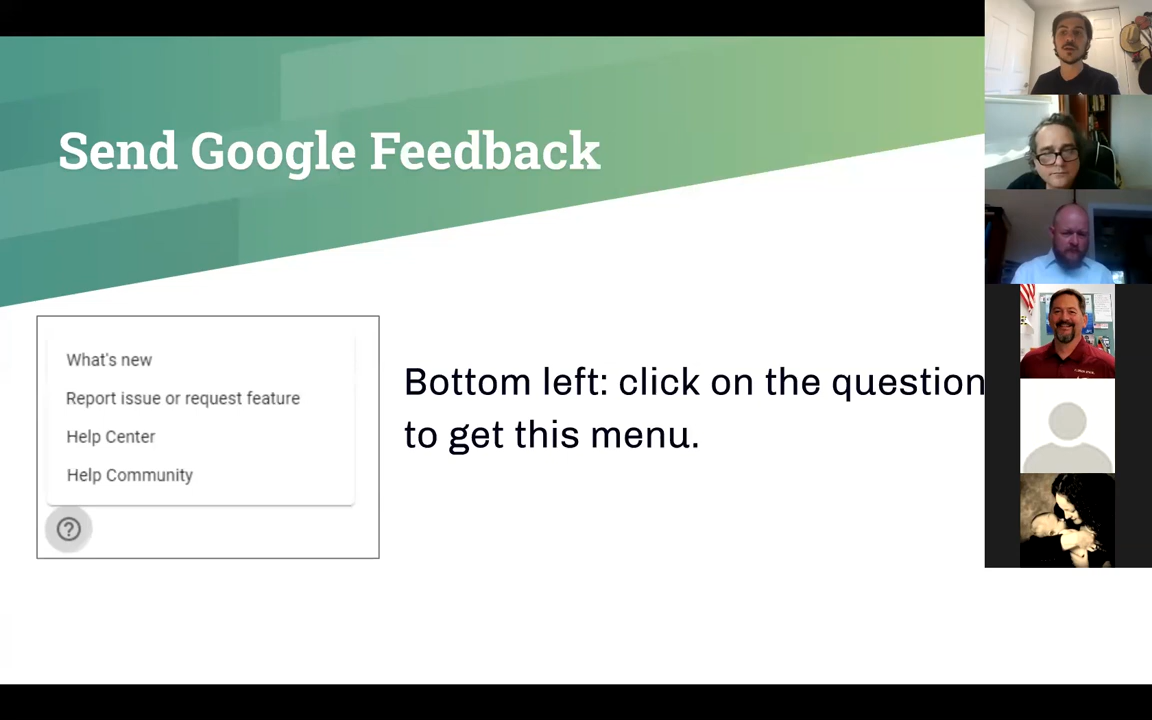 Send Google Feedback
What's new
Report issue or request feature
Help Center
Help Community
Bottom left: click on the question
to get this menu.